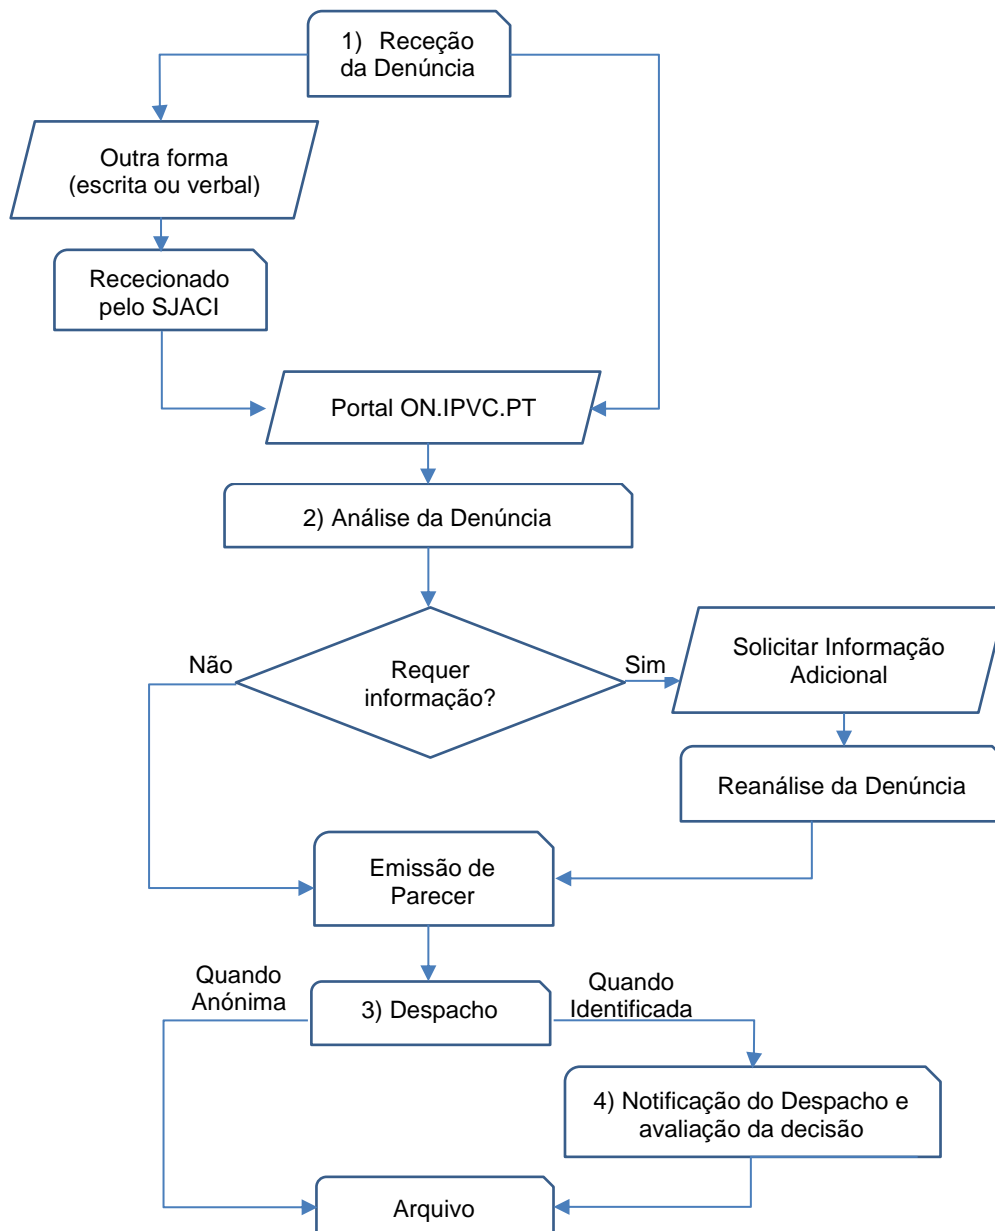 1) Receção
da Denúncia
Outra forma
(escrita ou verbal)
Rececionado
pelo SJACI
Portal ON.IPVC.PT
2) Análise da Denúncia
Não
Requer
informação?
Sim
Solicitar Informação
Adicional
Reanálise da Denúncia
Emissão de
Parecer
Quando
Anónima
3) Despacho
Quando
Identificada
4) Notificação do Despacho e
avaliação da decisão
Arquivo